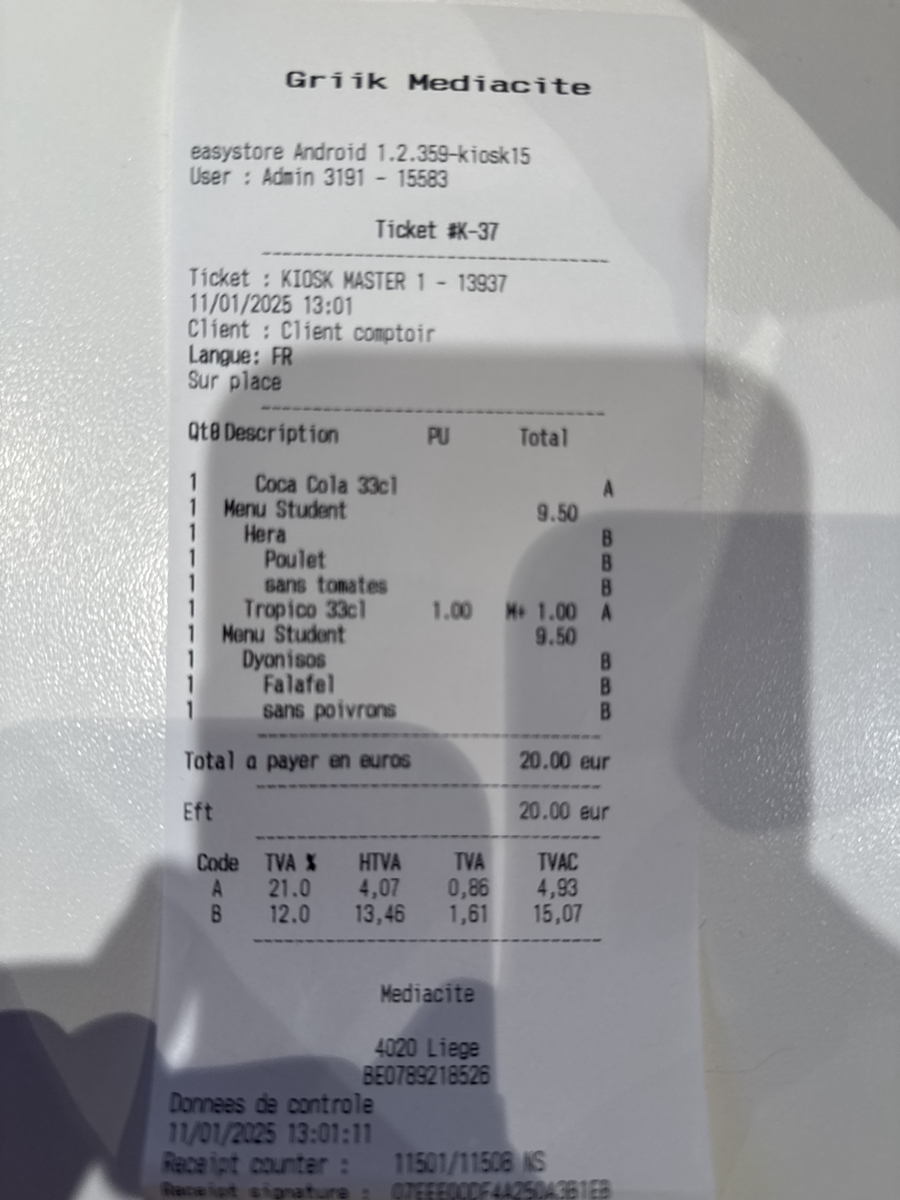 Griik Mediacite
easystore Android 1.2.359-kiosk15
User : Admin 3191 - 15583
Ticket #K-37
Ticket : KIOSK MASTER 1 - 13937
11/01/2025 13:01
Client : Client comptoir
Langue: FR
Sur place
Qté Description PU Total
1 Coca Cola 33cl A
1 Menu Student 9.50
1 Hera B
1 Poulet B
1 sans tomates B
1 Tropico 33cl 1.00 M+ 1.00 A
1 Menu Student 9.50
1 Dyonisos B
1 Falafel B
1 sans poivrons B
Total a payer en euros 20.00 eur
Eft 20.00 eur
Code TVA % HTVA TVA TVAC
A 21.0 4,07 0,86 4,93
B 12.0 13,46 1,61 15,07
Mediacite
4020 Liege
BE0789218526
Donnees de controle
11/01/2025 13:01:11
Receipt counter : 11501/11508 NS
Receipt signature :